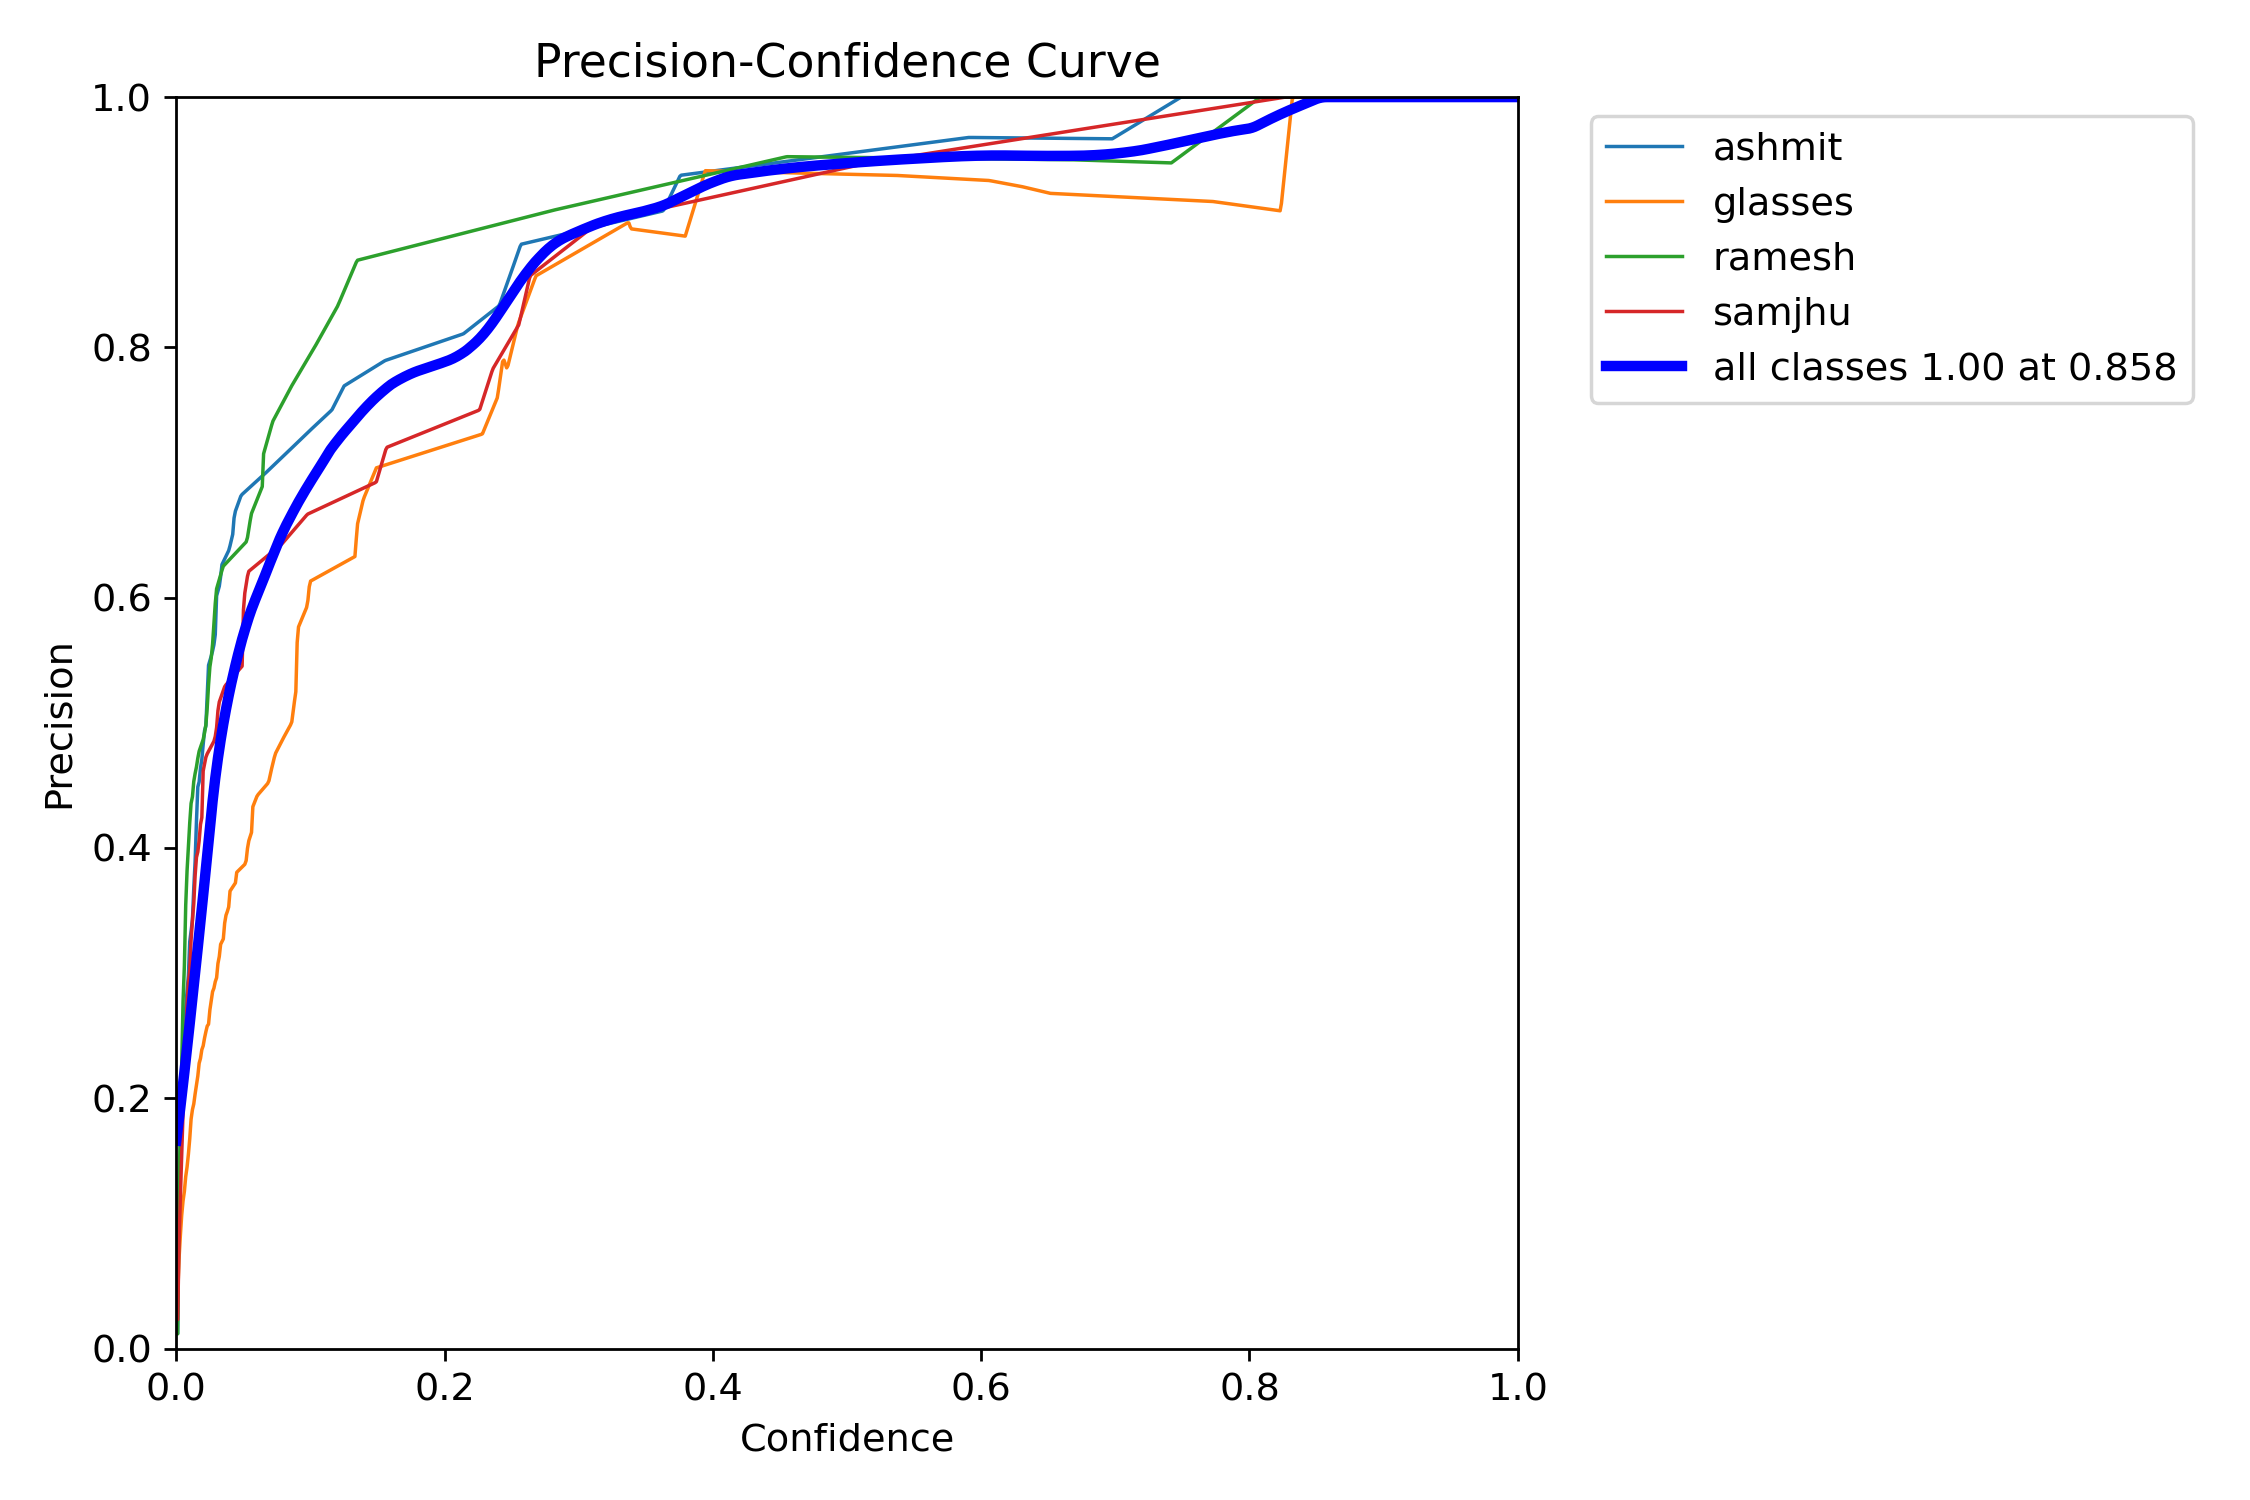 Precision-Confidence Curve
1.0
0.8
0.6
0.4
0.2
0.0
Precision
0.0 0.2 0.4 0.6 0.8 1.0
Confidence
ashmit
glasses
ramesh
samjhu
all classes 1.00 at 0.858